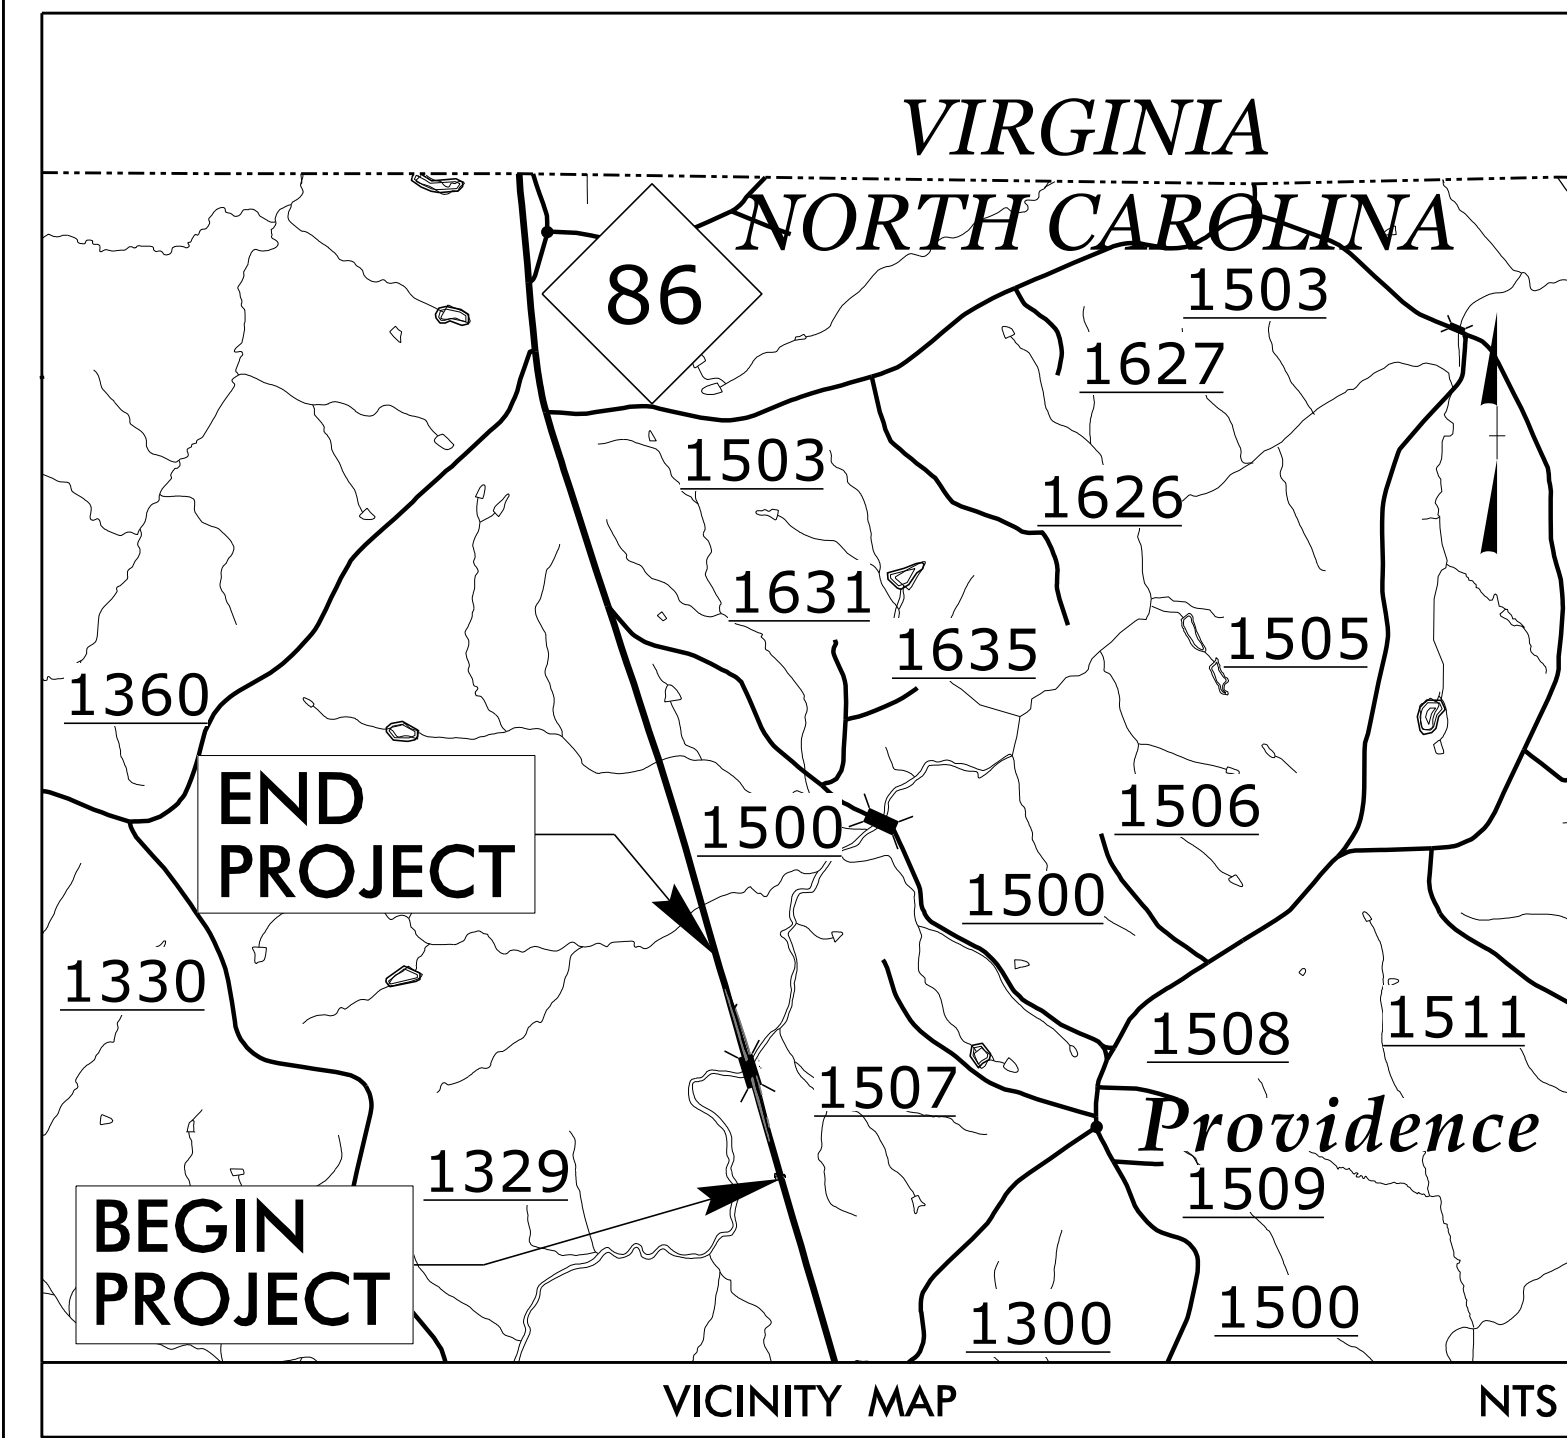 VIRGINIA
NORTH CAROLINA
86
1503
1627
1503
1626
1631
1635
1505
1360
END
PROJECT
1500
1506
1500
1330
1508
1511
1507
Providence
1329
1509
BEGIN
PROJECT
1300
1500
VICINITY MAP
NTS